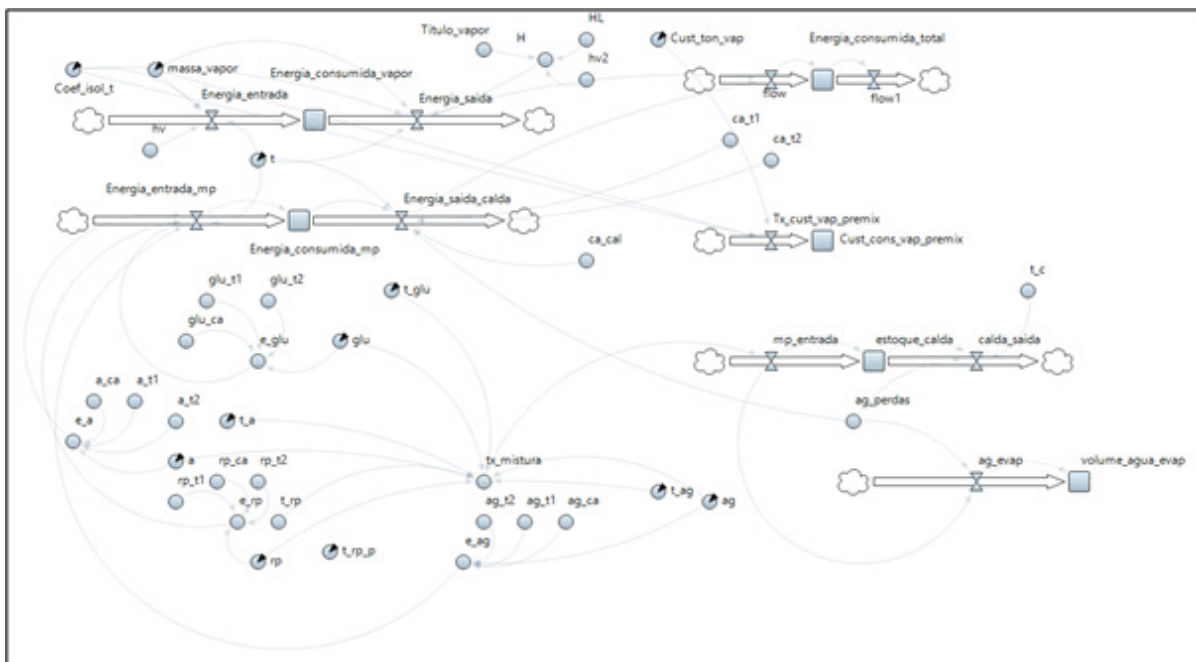 Titulo_vapor
H
HL
Cust_ton_vap
Energia_consumida_total
massa_vapor
Energia_consumida_vapor
hv2
Coef_isol_t
Energia_entrada
Energia_saida
flow
flow1
hv
t
ca_t1
ca_t2
Energia_entrada_mp
Energia_saida_calda
Tx_cust_vap_premix
Energia_consumida_mp
ca_cal
Cust_cons_vap_premix
glu_t1
glu_t2
t_glu
t_c
glu_ca
e_glu
glu
mp_entrada
estoque_calda
calda_saida
a_ca
a_t1
e_a
a_t2
t_a
ag_perdas
a
rp_ca
rp_t2
tx_mistura
ag_evap
volume_agua_evap
rp_t1
e_rp
t_rp
ag_t2
ag_t1
ag_ca
t_ag
ag
rp
t_rp_p
e_ag